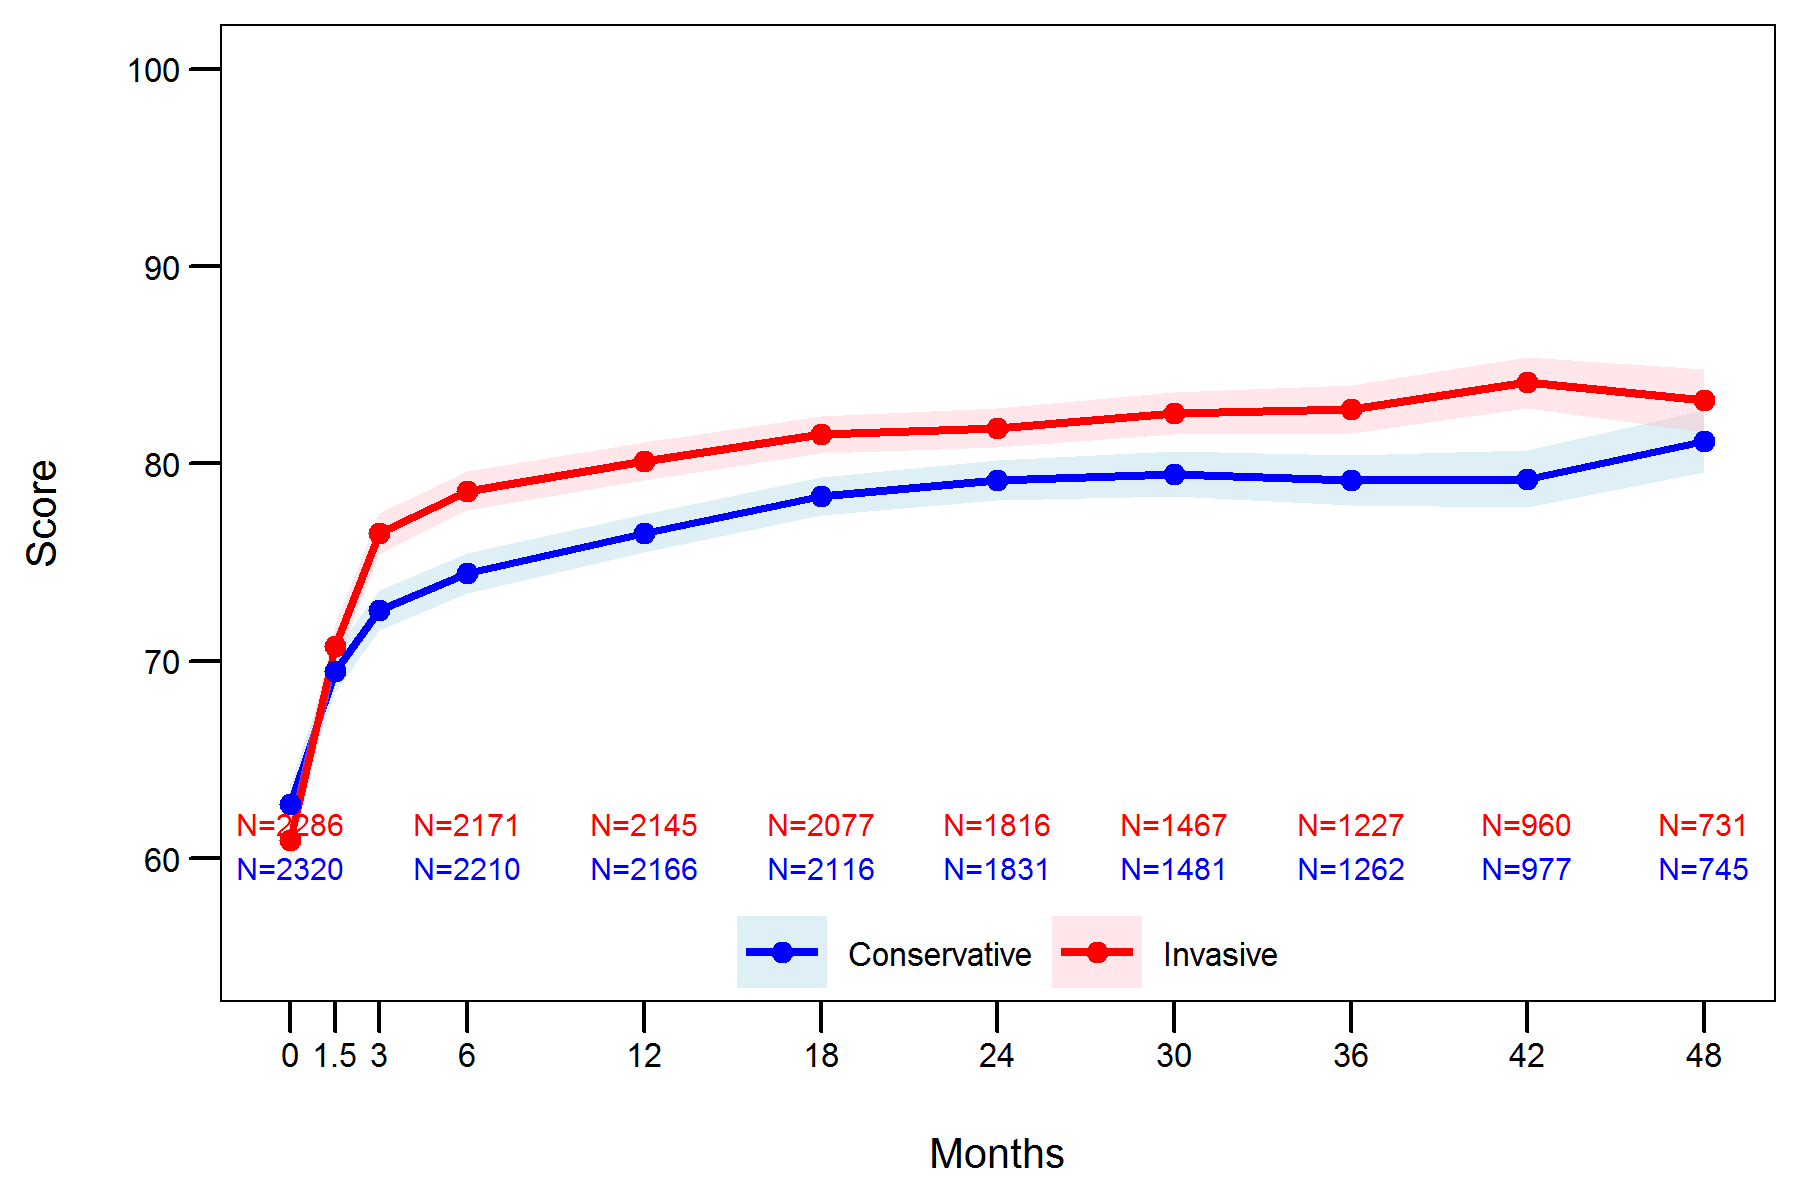 100
90
80
70
60
Score
N=2286 N=2171 N=2145 N=2077 N=1816 N=1467 N=1227 N=960 N=731
N=2320 N=2210 N=2166 N=2116 N=1831 N=1481 N=1262 N=977 N=745
Conservative Invasive
0 1.5 3 6 12 18 24 30 36 42 48
Months